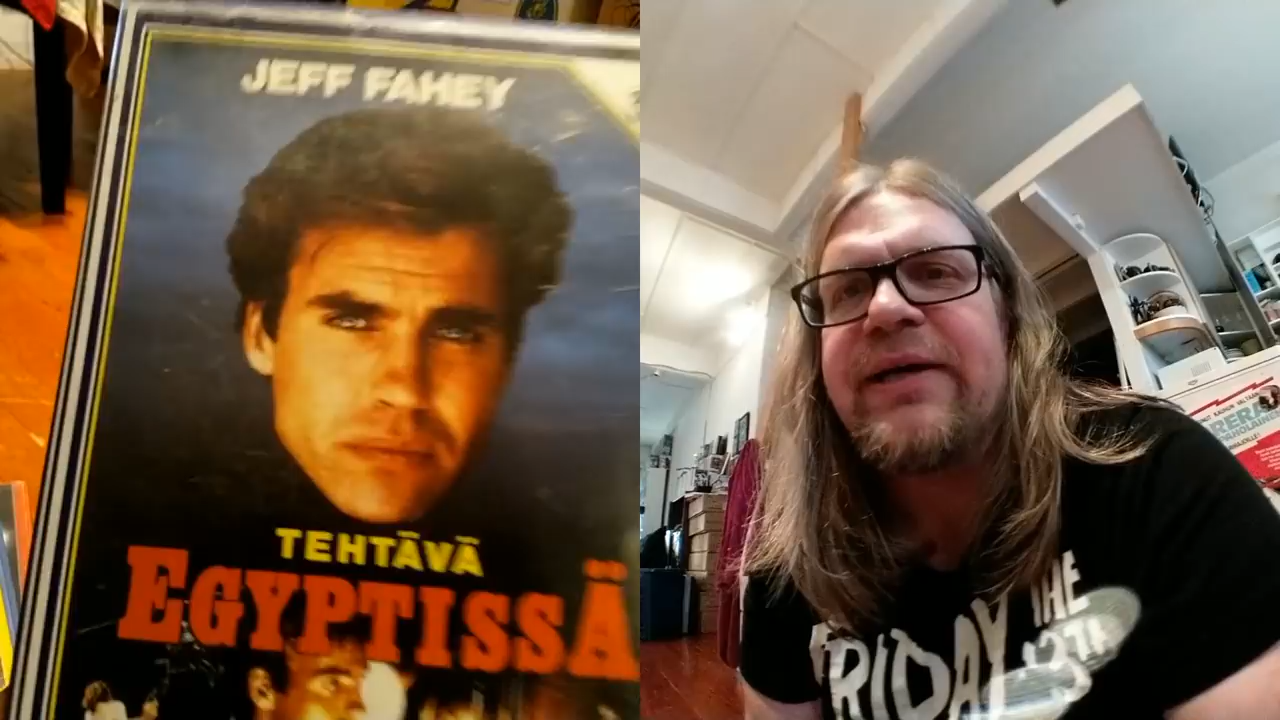 JEFF FAHEY
TEHTÄVÄ
EGYPTISSÄ
FRIDAY THE
13TH